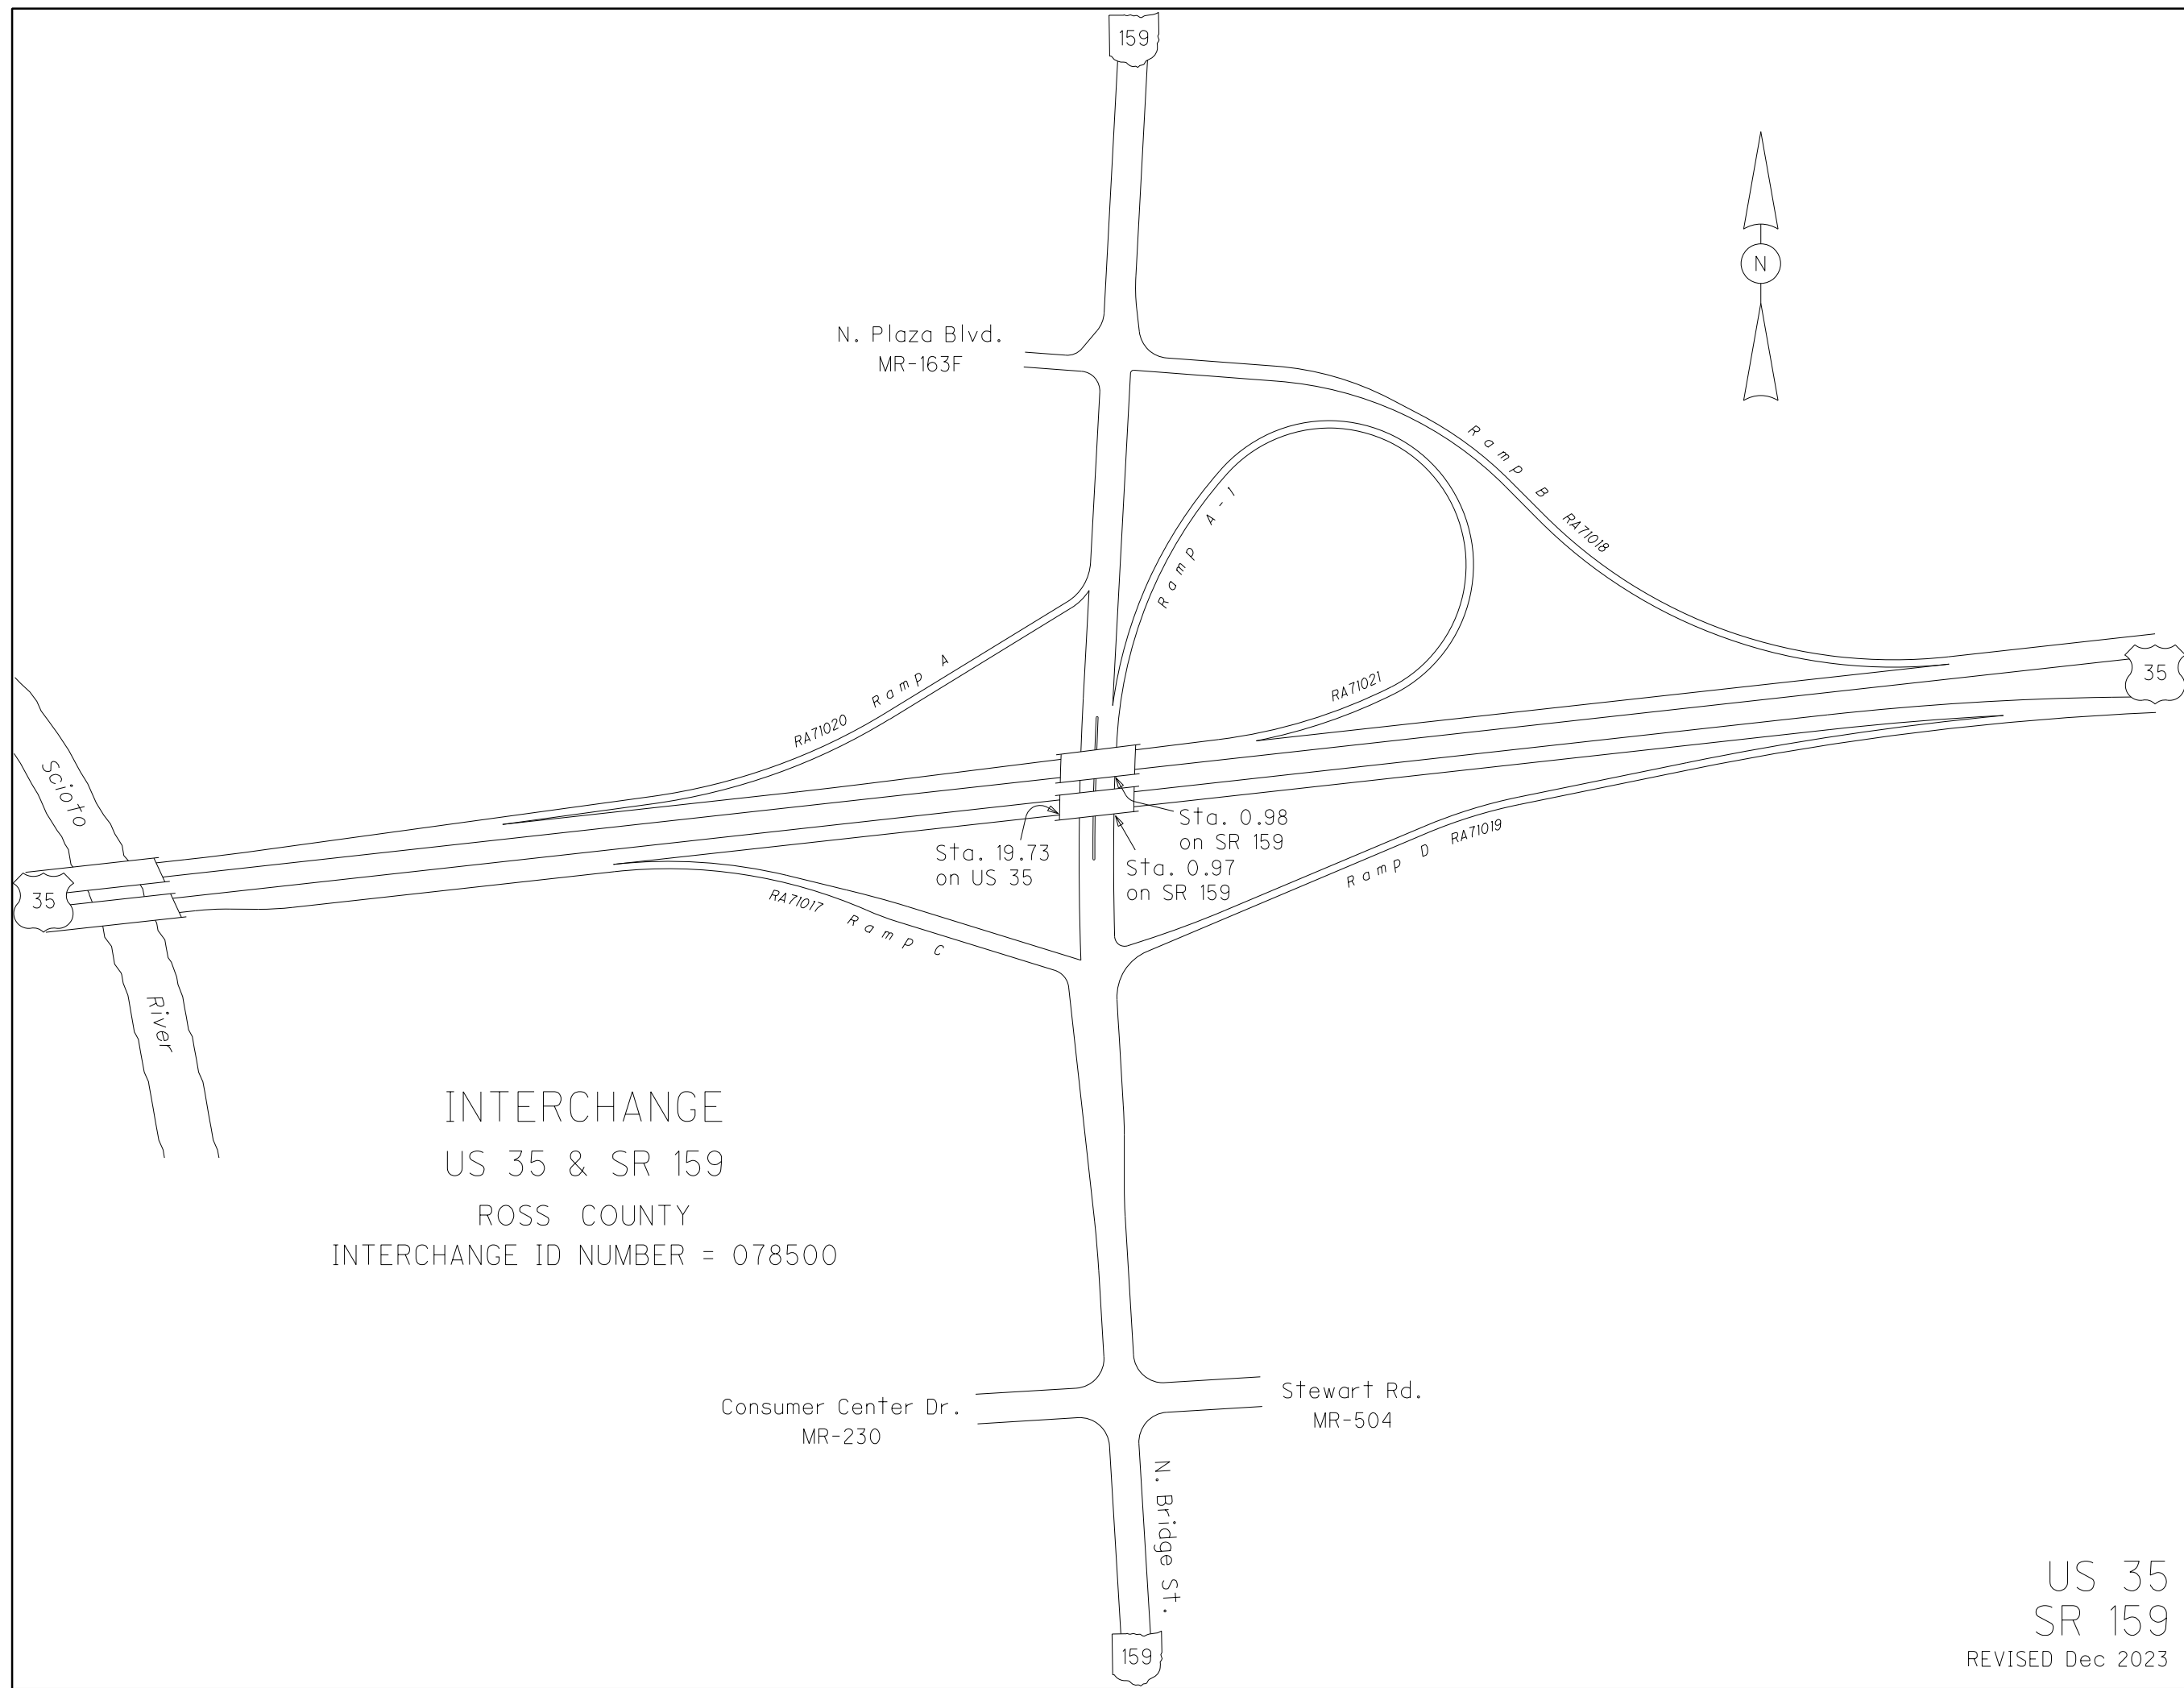 159
N
N. Plaza Blvd.
MR-163F
Ramp B RA71018
Ramp A-1
RA71021
35
RA71020 Ramp A
Scioto
River
35
Sta. 0.98
on SR 159
Sta. 19.73
on US 35
Sta. 0.97
on SR 159
Ramp D RA71019
RA71017 Ramp C
INTERCHANGE
US 35 & SR 159
ROSS COUNTY
INTERCHANGE ID NUMBER = 078500
Consumer Center Dr.
MR-230
Stewart Rd.
MR-504
N. Bridge St.
159
US 35
SR 159
REVISED Dec 2023